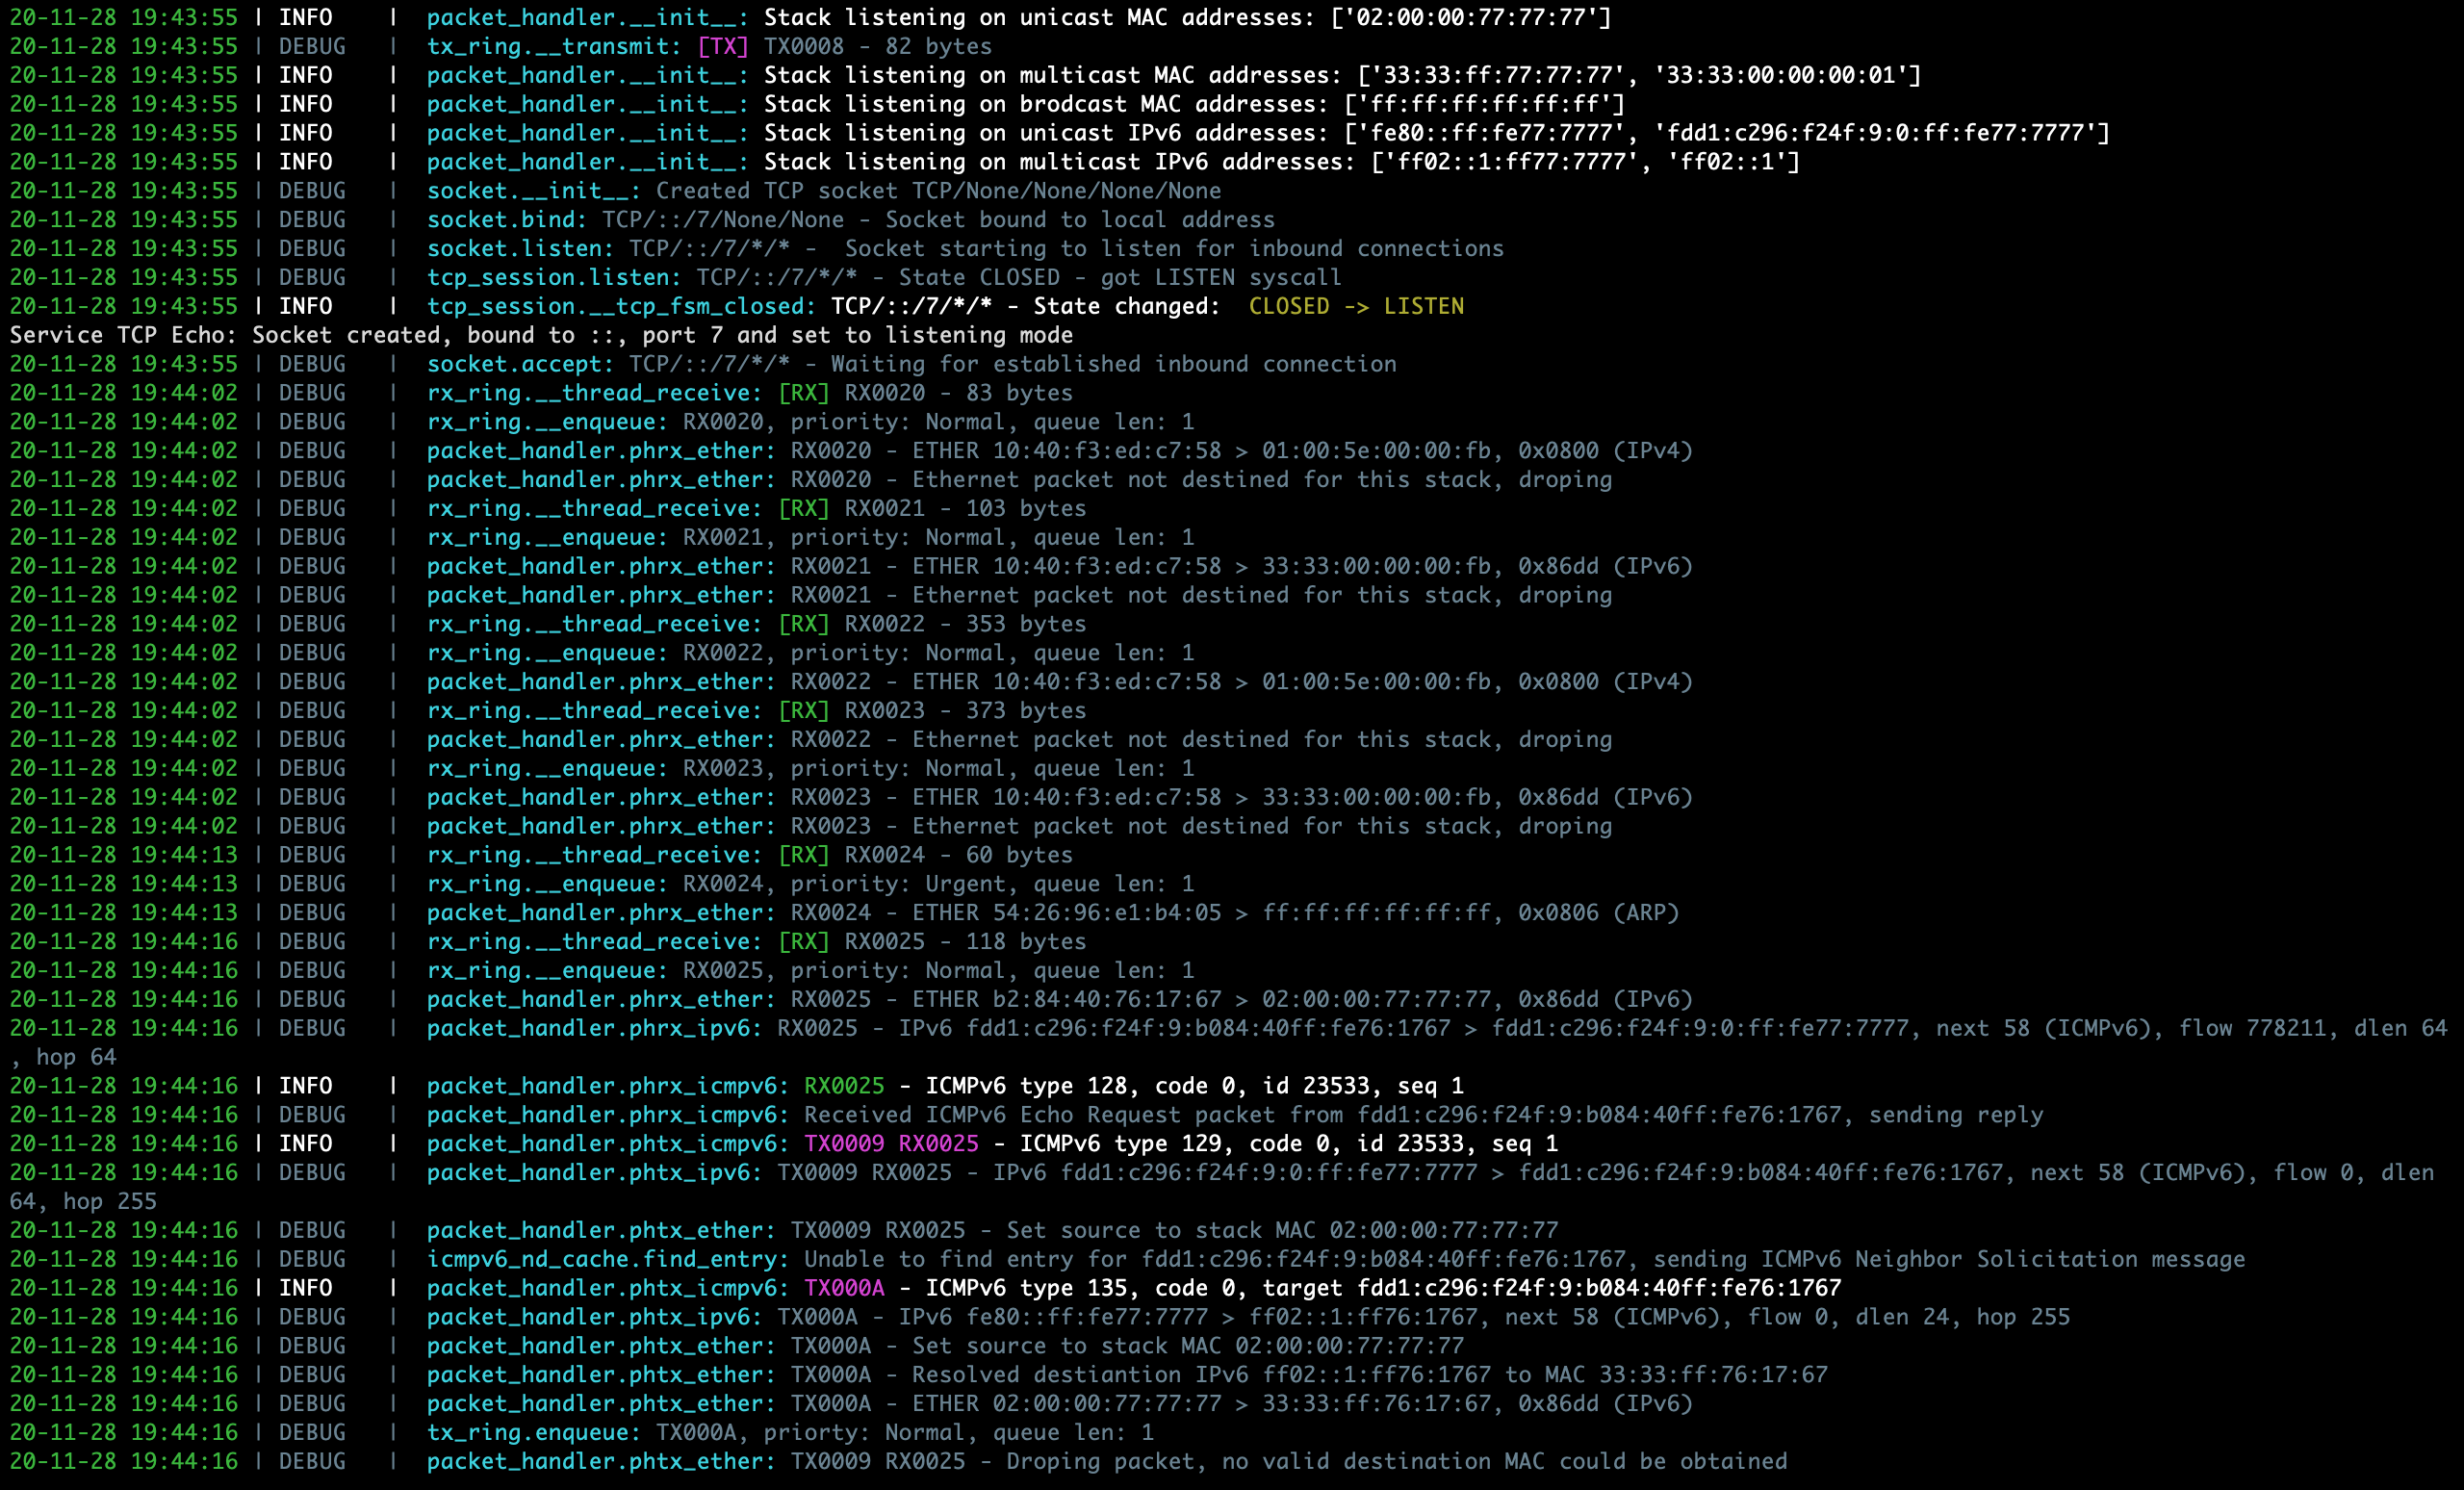 20-11-28 19:43:55 | INFO     |  packet_handler.__init__: Stack listening on unicast MAC addresses: ['02:00:00:77:77:77']
20-11-28 19:43:55 | DEBUG    |  tx_ring.__transmit: [TX] TX0008 - 82 bytes
20-11-28 19:43:55 | INFO     |  packet_handler.__init__: Stack listening on multicast MAC addresses: ['33:33:ff:77:77:77', '33:33:00:00:00:01']
20-11-28 19:43:55 | INFO     |  packet_handler.__init__: Stack listening on brodcast MAC addresses: ['ff:ff:ff:ff:ff:ff']
20-11-28 19:43:55 | INFO     |  packet_handler.__init__: Stack listening on unicast IPv6 addresses: ['fe80::ff:fe77:7777', 'fdd1:c296:f24f:9:0:ff:fe77:7777']
20-11-28 19:43:55 | INFO     |  packet_handler.__init__: Stack listening on multicast IPv6 addresses: ['ff02::1:ff77:7777', 'ff02::1']
20-11-28 19:43:55 | DEBUG    |  socket.__init__: Created TCP socket TCP/None/None/None/None
20-11-28 19:43:55 | DEBUG    |  socket.bind: TCP/::/7/None/None - Socket bound to local address
20-11-28 19:43:55 | DEBUG    |  socket.listen: TCP/::/7/*/* -  Socket starting to listen for inbound connections
20-11-28 19:43:55 | DEBUG    |  tcp_session.listen: TCP/::/7/*/* - State CLOSED - got LISTEN syscall
20-11-28 19:43:55 | INFO     |  tcp_session.__tcp_fsm_closed: TCP/::/7/*/* - State changed:  CLOSED -> LISTEN
Service TCP Echo: Socket created, bound to ::, port 7 and set to listening mode
20-11-28 19:43:55 | DEBUG    |  socket.accept: TCP/::/7/*/* - Waiting for established inbound connection
20-11-28 19:44:02 | DEBUG    |  rx_ring.__thread_receive: [RX] RX0020 - 83 bytes
20-11-28 19:44:02 | DEBUG    |  rx_ring.__enqueue: RX0020, priority: Normal, queue len: 1
20-11-28 19:44:02 | DEBUG    |  packet_handler.phrx_ether: RX0020 - ETHER 10:40:f3:ed:c7:58 > 01:00:5e:00:00:fb, 0x0800 (IPv4)
20-11-28 19:44:02 | DEBUG    |  packet_handler.phrx_ether: RX0020 - Ethernet packet not destined for this stack, droping
20-11-28 19:44:02 | DEBUG    |  rx_ring.__thread_receive: [RX] RX0021 - 103 bytes
20-11-28 19:44:02 | DEBUG    |  rx_ring.__enqueue: RX0021, priority: Normal, queue len: 1
20-11-28 19:44:02 | DEBUG    |  packet_handler.phrx_ether: RX0021 - ETHER 10:40:f3:ed:c7:58 > 33:33:00:00:00:fb, 0x86dd (IPv6)
20-11-28 19:44:02 | DEBUG    |  packet_handler.phrx_ether: RX0021 - Ethernet packet not destined for this stack, droping
20-11-28 19:44:02 | DEBUG    |  rx_ring.__thread_receive: [RX] RX0022 - 353 bytes
20-11-28 19:44:02 | DEBUG    |  rx_ring.__enqueue: RX0022, priority: Normal, queue len: 1
20-11-28 19:44:02 | DEBUG    |  packet_handler.phrx_ether: RX0022 - ETHER 10:40:f3:ed:c7:58 > 01:00:5e:00:00:fb, 0x0800 (IPv4)
20-11-28 19:44:02 | DEBUG    |  rx_ring.__thread_receive: [RX] RX0023 - 373 bytes
20-11-28 19:44:02 | DEBUG    |  packet_handler.phrx_ether: RX0022 - Ethernet packet not destined for this stack, droping
20-11-28 19:44:02 | DEBUG    |  rx_ring.__enqueue: RX0023, priority: Normal, queue len: 1
20-11-28 19:44:02 | DEBUG    |  packet_handler.phrx_ether: RX0023 - ETHER 10:40:f3:ed:c7:58 > 33:33:00:00:00:fb, 0x86dd (IPv6)
20-11-28 19:44:02 | DEBUG    |  packet_handler.phrx_ether: RX0023 - Ethernet packet not destined for this stack, droping
20-11-28 19:44:13 | DEBUG    |  rx_ring.__thread_receive: [RX] RX0024 - 60 bytes
20-11-28 19:44:13 | DEBUG    |  rx_ring.__enqueue: RX0024, priority: Urgent, queue len: 1
20-11-28 19:44:13 | DEBUG    |  packet_handler.phrx_ether: RX0024 - ETHER 54:26:96:e1:b4:05 > ff:ff:ff:ff:ff:ff, 0x0806 (ARP)
20-11-28 19:44:16 | DEBUG    |  rx_ring.__thread_receive: [RX] RX0025 - 118 bytes
20-11-28 19:44:16 | DEBUG    |  rx_ring.__enqueue: RX0025, priority: Normal, queue len: 1
20-11-28 19:44:16 | DEBUG    |  packet_handler.phrx_ether: RX0025 - ETHER b2:84:40:76:17:67 > 02:00:00:77:77:77, 0x86dd (IPv6)
20-11-28 19:44:16 | DEBUG    |  packet_handler.phrx_ipv6: RX0025 - IPv6 fdd1:c296:f24f:9:b084:40ff:fe76:1767 > fdd1:c296:f24f:9:0:ff:fe77:7777, next 58 (ICMPv6), flow 778211, dlen 64
, hop 64
20-11-28 19:44:16 | INFO     |  packet_handler.phrx_icmpv6: RX0025 - ICMPv6 type 128, code 0, id 23533, seq 1
20-11-28 19:44:16 | DEBUG    |  packet_handler.phrx_icmpv6: Received ICMPv6 Echo Request packet from fdd1:c296:f24f:9:b084:40ff:fe76:1767, sending reply
20-11-28 19:44:16 | INFO     |  packet_handler.phtx_icmpv6: TX0009 RX0025 - ICMPv6 type 129, code 0, id 23533, seq 1
20-11-28 19:44:16 | DEBUG    |  packet_handler.phtx_ipv6: TX0009 RX0025 - IPv6 fdd1:c296:f24f:9:0:ff:fe77:7777 > fdd1:c296:f24f:9:b084:40ff:fe76:1767, next 58 (ICMPv6), flow 0, dlen
64, hop 255
20-11-28 19:44:16 | DEBUG    |  packet_handler.phtx_ether: TX0009 RX0025 - Set source to stack MAC 02:00:00:77:77:77
20-11-28 19:44:16 | DEBUG    |  icmpv6_nd_cache.find_entry: Unable to find entry for fdd1:c296:f24f:9:b084:40ff:fe76:1767, sending ICMPv6 Neighbor Solicitation message
20-11-28 19:44:16 | INFO     |  packet_handler.phtx_icmpv6: TX000A - ICMPv6 type 135, code 0, target fdd1:c296:f24f:9:b084:40ff:fe76:1767
20-11-28 19:44:16 | DEBUG    |  packet_handler.phtx_ipv6: TX000A - IPv6 fe80::ff:fe77:7777 > ff02::1:ff76:1767, next 58 (ICMPv6), flow 0, dlen 24, hop 255
20-11-28 19:44:16 | DEBUG    |  packet_handler.phtx_ether: TX000A - Set source to stack MAC 02:00:00:77:77:77
20-11-28 19:44:16 | DEBUG    |  packet_handler.phtx_ether: TX000A - Resolved destiantion IPv6 ff02::1:ff76:1767 to MAC 33:33:ff:76:17:67
20-11-28 19:44:16 | DEBUG    |  packet_handler.phtx_ether: TX000A - ETHER 02:00:00:77:77:77 > 33:33:ff:76:17:67, 0x86dd (IPv6)
20-11-28 19:44:16 | DEBUG    |  tx_ring.enqueue: TX000A, priorty: Normal, queue len: 1
20-11-28 19:44:16 | DEBUG    |  packet_handler.phtx_ether: TX0009 RX0025 - Droping packet, no valid destination MAC could be obtained